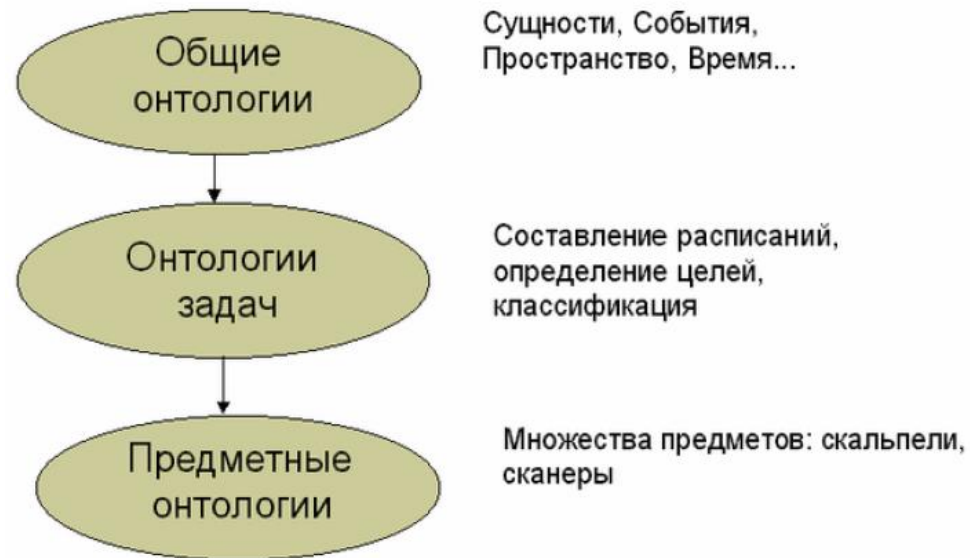 Общие
онтологии
Сущности, События,
Пространство, Время...
Онтологии
задач
Составление расписаний,
определение целей,
классификация
Предметные
онтологии
Множества предметов: скальпели,
сканеры